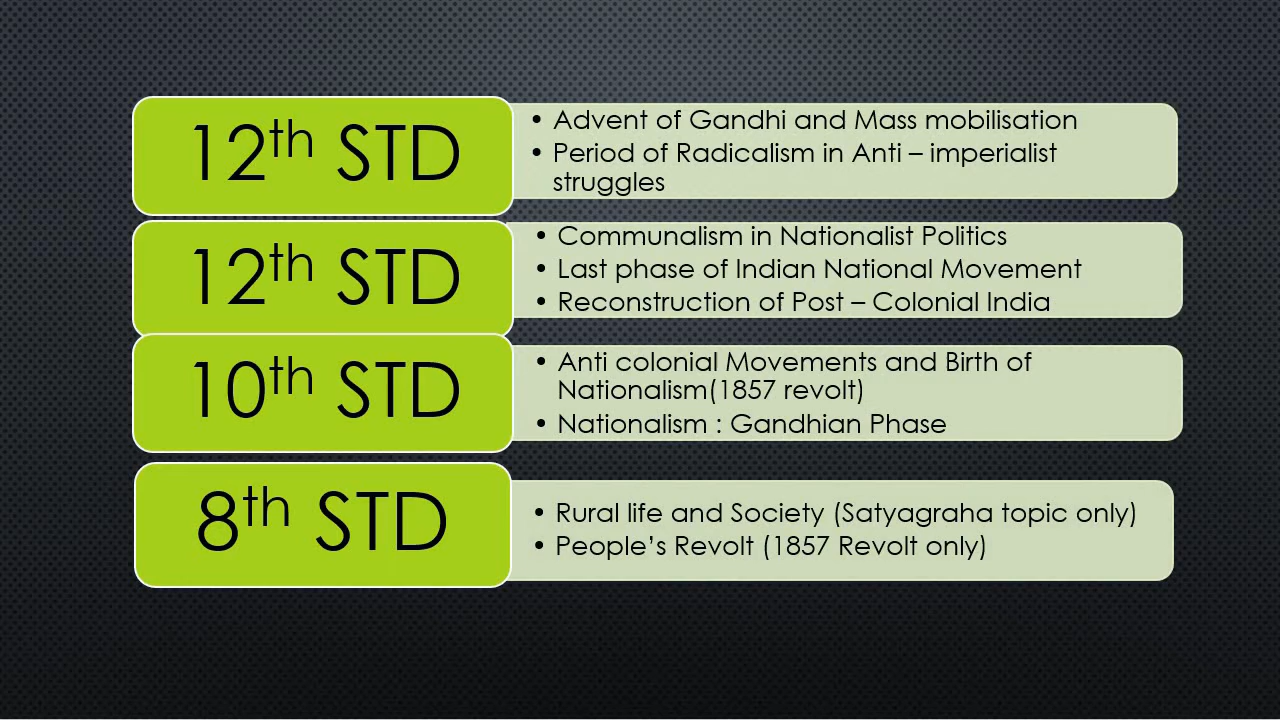 12th STD
• Advent of Gandhi and Mass mobilisation
• Period of Radicalism in Anti – imperialist
struggles
12th STD
• Communalism in Nationalist Politics
• Last phase of Indian National Movement
• Reconstruction of Post – Colonial India
10th STD
• Anti colonial Movements and Birth of
Nationalism(1857 revolt)
• Nationalism : Gandhian Phase
8th STD
• Rural life and Society (Satyagraha topic only)
• People’s Revolt (1857 Revolt only)